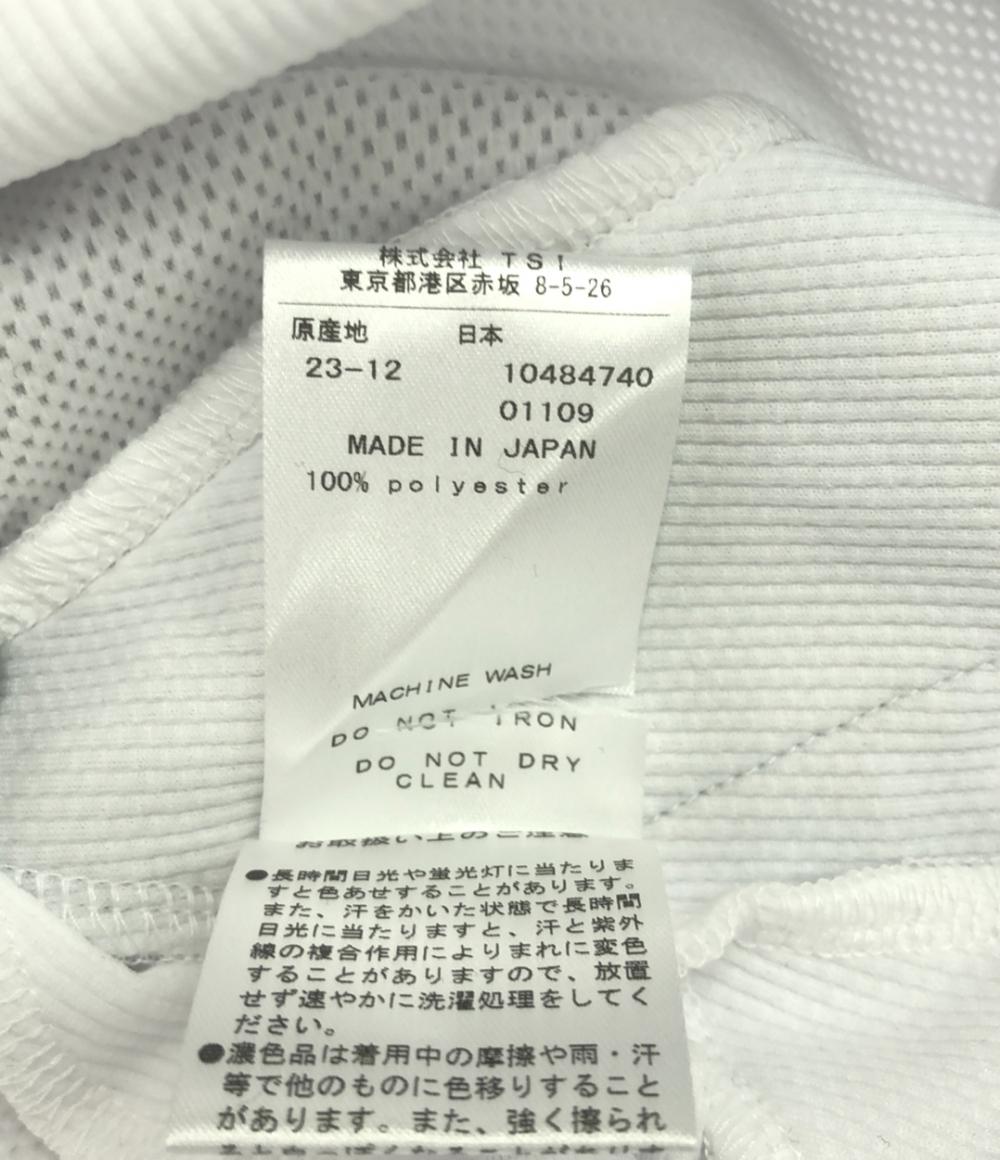 株式会社 TSI
東京都港区赤坂 8-5-26
原産地 日本
23-12 10484740
01109
MADE IN JAPAN
100% polyester
MACHINE WASH
DO NOT IRON
DO NOT DRY
CLEAN
お取扱い上のご注意
●長時間日光や蛍光灯に当たりま
すと色あせすることがあります。
また、汗をかいた状態で長時間
日光に当たりますと、汗と紫外
線の複合作用によりまれに変色
することがありますので、放置
せず速やかに洗濯処理をしてく
ださい。
●濃色品は着用中の摩擦や雨・汗
等で他のものに色移りすること
があります。また、強く擦られ